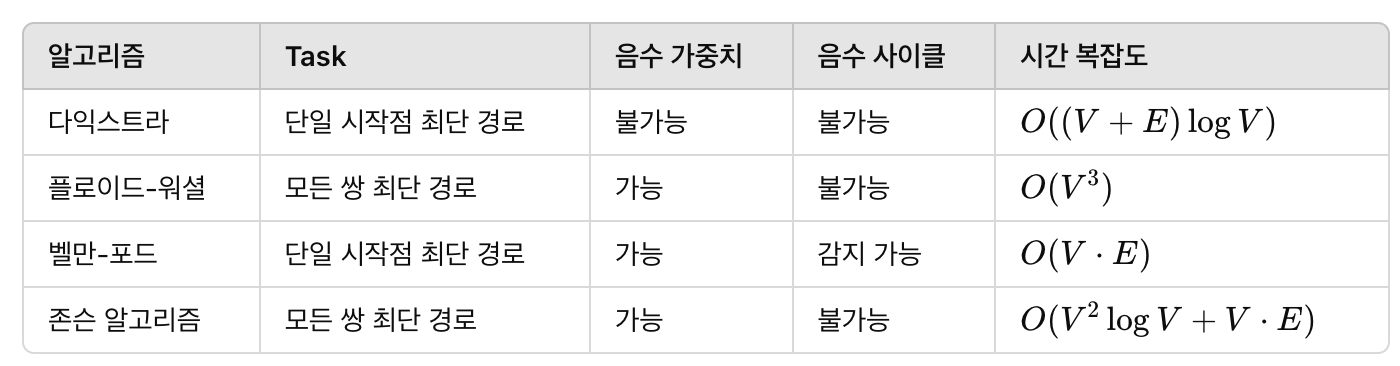 알고리즘 Task 음수 가중치 음수 사이클 시간 복잡도
다익스트라 단일 시작점 최단 경로 불가능 불가능 O((V + E) log V)
플로이드-워셜 모든 쌍 최단 경로 가능 불가능 O(V³)
벨만-포드 단일 시작점 최단 경로 가능 감지 가능 O(V · E)
존슨 알고리즘 모든 쌍 최단 경로 가능 불가능 O(V² log V + V · E)